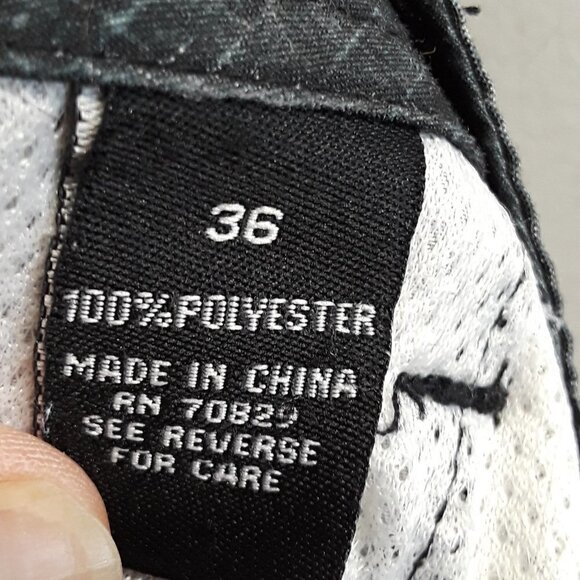 36
100% POLYESTER
MADE IN CHINA
RN 70829
SEE REVERSE
FOR CARE